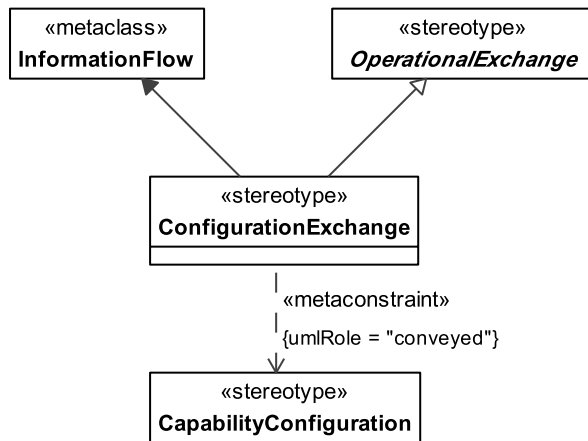 «metaclass»
InformationFlow
«stereotype»
OperationalExchange
«stereotype»
ConfigurationExchange
«metaconstraint»
{umlRole = "conveyed"}
«stereotype»
CapabilityConfiguration